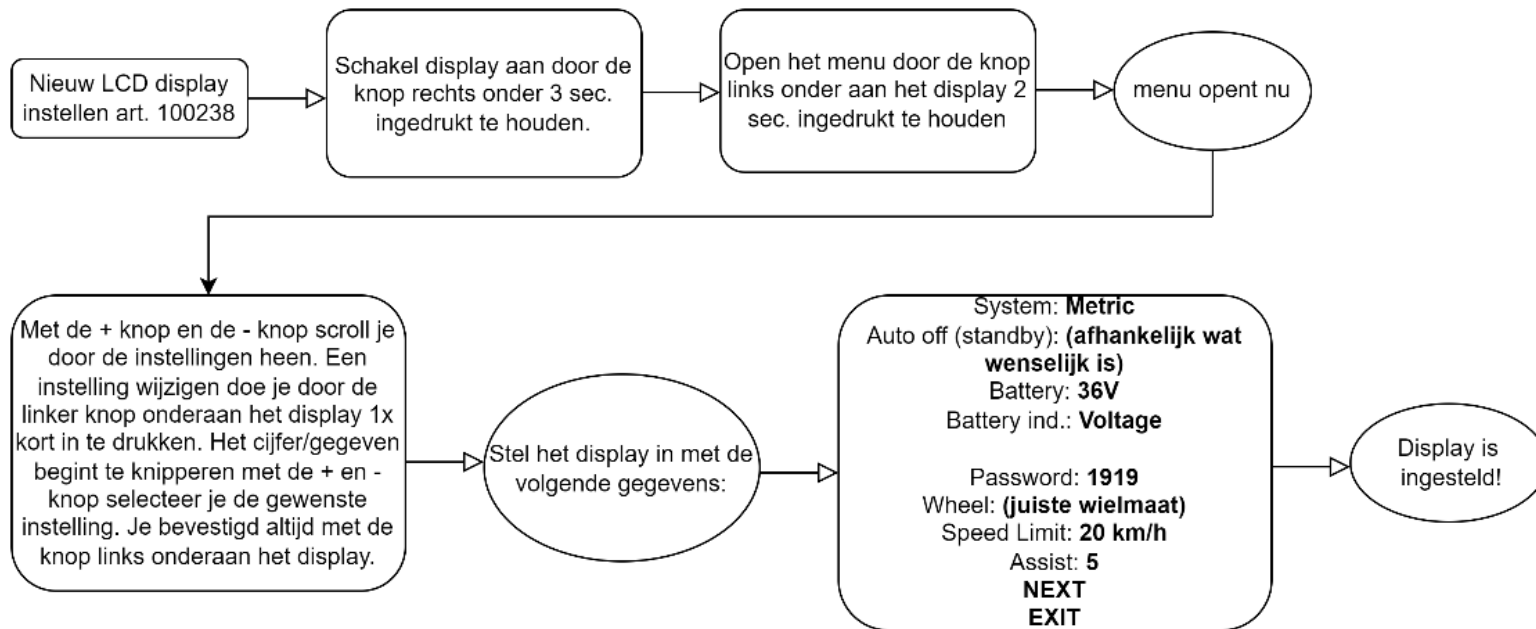 Nieuw LCD display
instellen art. 100238
Schakel display aan door de
knop rechts onder 3 sec.
ingedrukt te houden.
Open het menu door de knop
links onder aan het display 2
sec. ingedrukt te houden
menu opent nu
Met de + knop en de - knop scroll je
door de instellingen heen. Een
instelling wijzigen doe je door de
linker knop onderaan het display 1x
kort in te drukken. Het cijfer/gegeven
begint te knipperen met de + en -
knop selecteer je de gewenste
instelling. Je bevestigd altijd met de
knop links onderaan het display.
Stel het display in met de
volgende gegevens:
System: Metric
Auto off (standby): (afhankelijk wat
wenselijk is)
Battery: 36V
Battery ind.: Voltage
Password: 1919
Wheel: (juiste wielmaat)
Speed Limit: 20 km/h
Assist: 5
NEXT
EXIT
Display is
ingesteld!